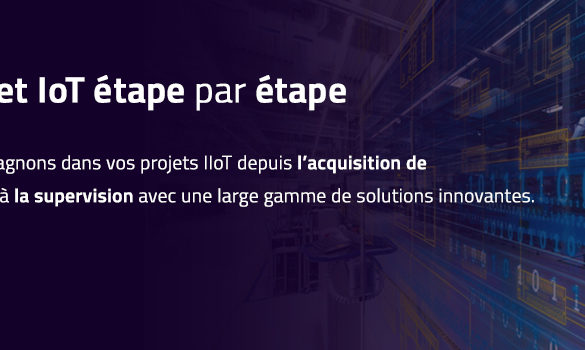 et IoT étape par étape
agnons dans vos projets IIoT depuis l’acquisition de
à la supervision avec une large gamme de solutions innovantes.